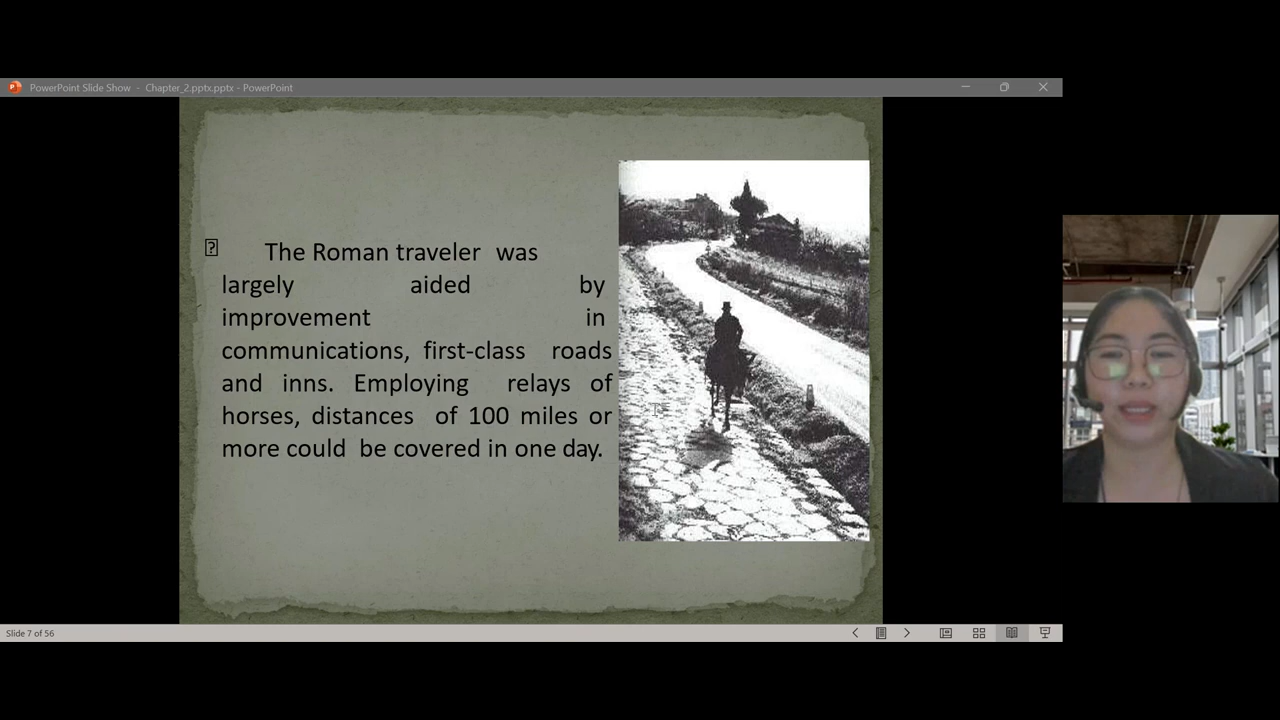 PowerPoint Slide Show - Chapter_2.pptx.pptx - PowerPoint
The Roman traveler was
largely aided by
improvement in
communications, first-class roads
and inns. Employing relays of
horses, distances of 100 miles or
more could be covered in one day.
Slide 7 of 56